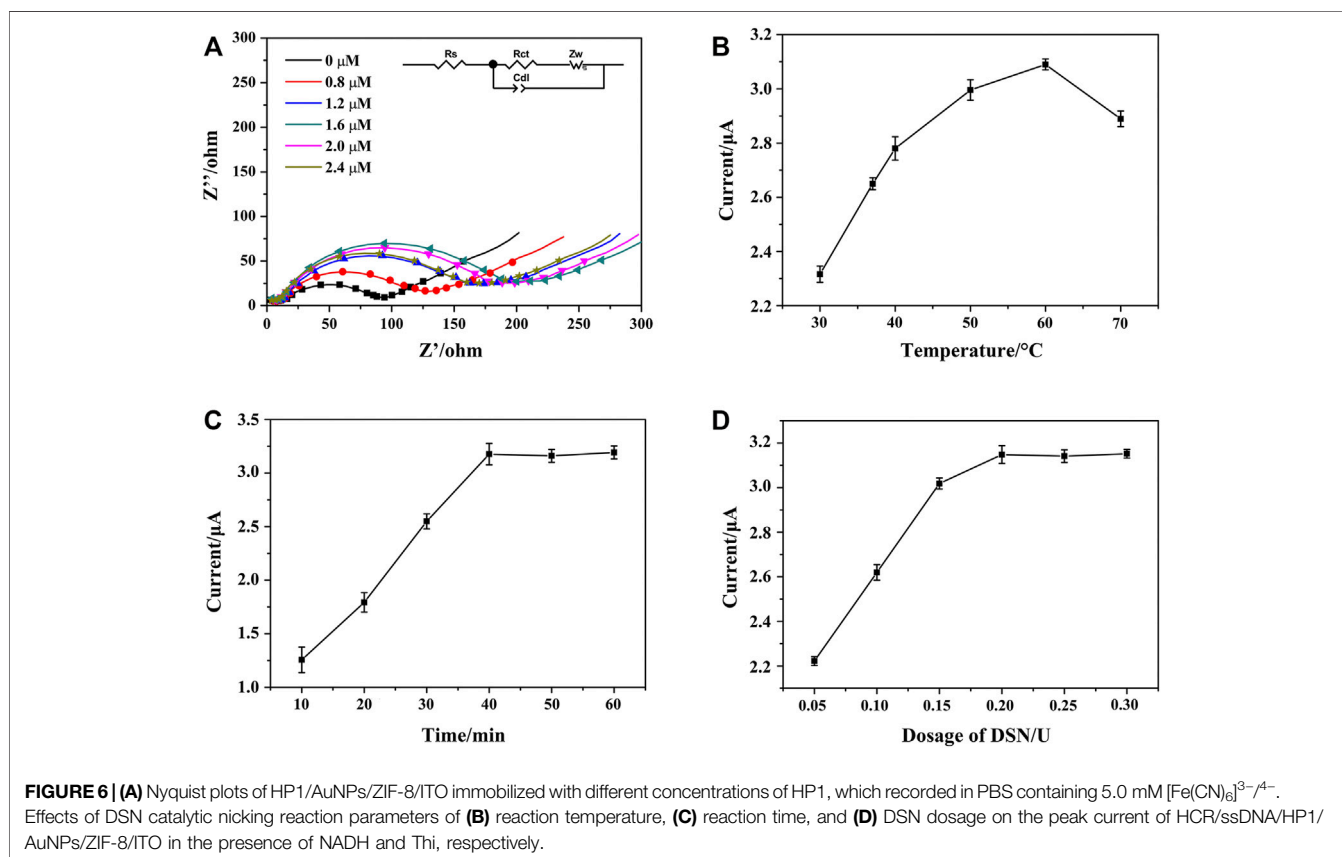 A
300
250
200
150
100
50
0
Z''/ohm
0 μM
0.8 μM
1.2 μM
1.6 μM
2.0 μM
2.4 μM
Rs
Rct
Zw
Cdl
0
50
100
150
200
250
300
Z'/ohm
B
3.2
3.0
2.8
2.6
2.4
2.2
Current/μA
30
40
50
60
70
Temperature/°C
C
3.5
3.0
2.5
2.0
1.5
1.0
Current/μA
10
20
30
40
50
60
Time/min
D
3.2
3.0
2.8
2.6
2.4
2.2
Current/μA
0.05
0.10
0.15
0.20
0.25
0.30
Dosage of DSN/U
FIGURE 6 | (A) Nyquist plots of HP1/AuNPs/ZIF-8/ITO immobilized with different concentrations of HP1, which recorded in PBS containing 5.0 mM [Fe(CN)₆]³⁻/⁴⁻.
Effects of DSN catalytic nicking reaction parameters of (B) reaction temperature, (C) reaction time, and (D) DSN dosage on the peak current of HCR/ssDNA/HP1/
AuNPs/ZIF-8/ITO in the presence of NADH and Thi, respectively.